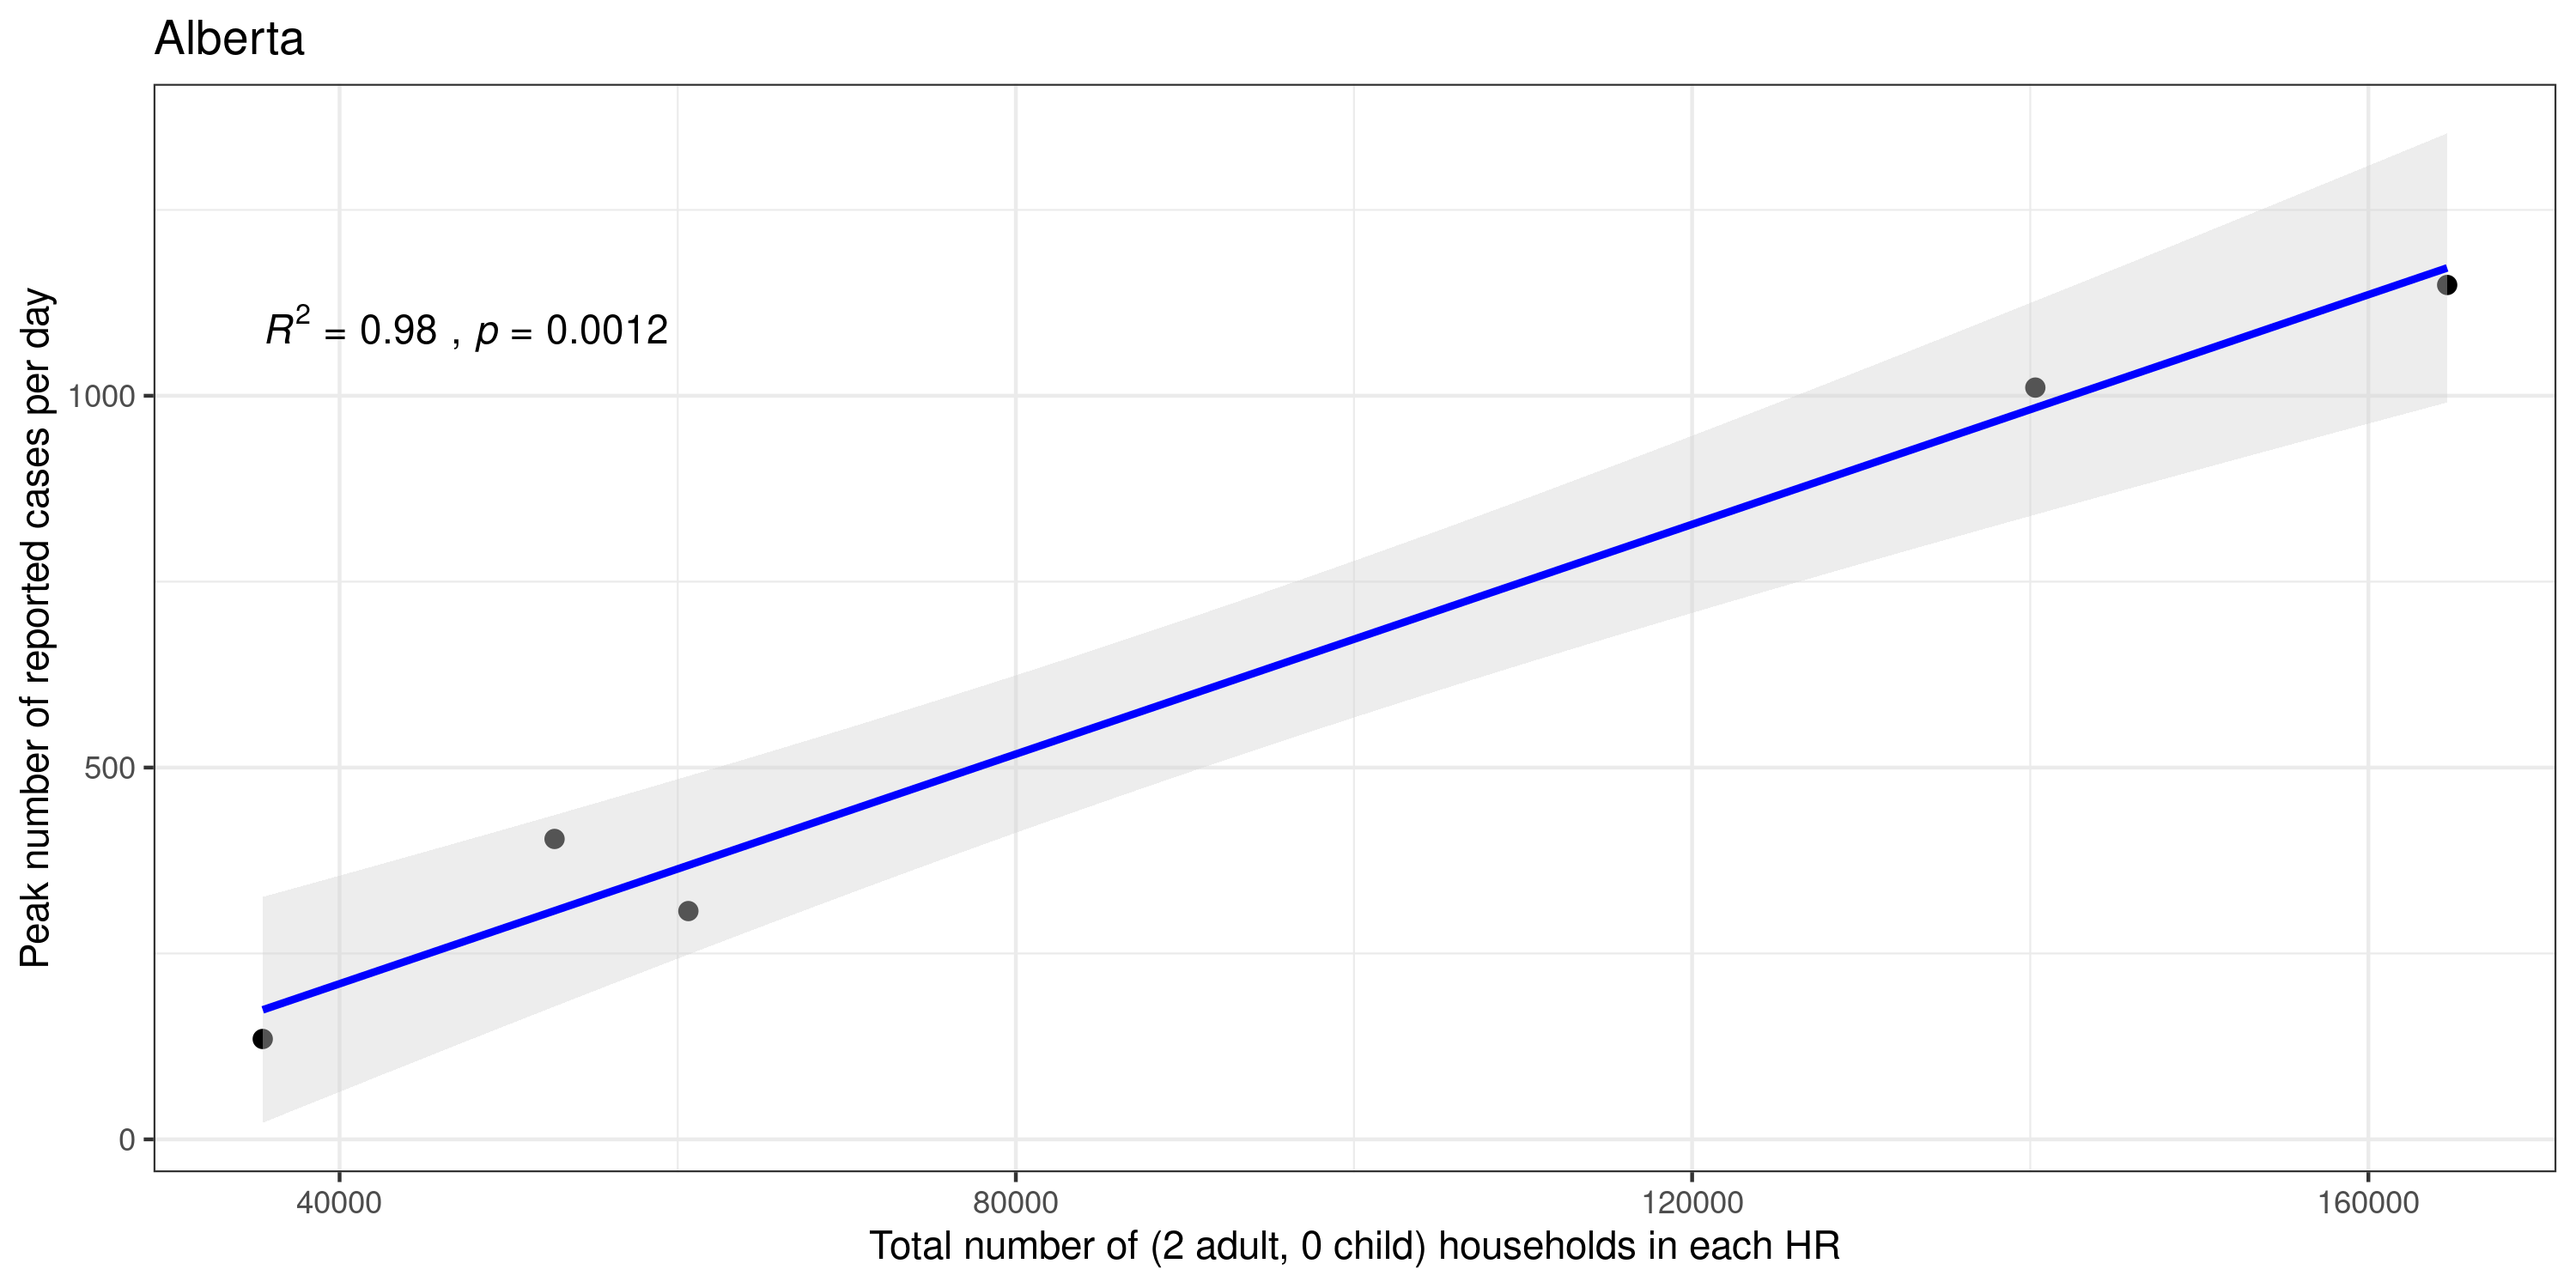 Alberta
Peak number of reported cases per day
R² = 0.98 , p = 0.0012
1000
500
0
40000 80000 120000 160000
Total number of (2 adult, 0 child) households in each HR